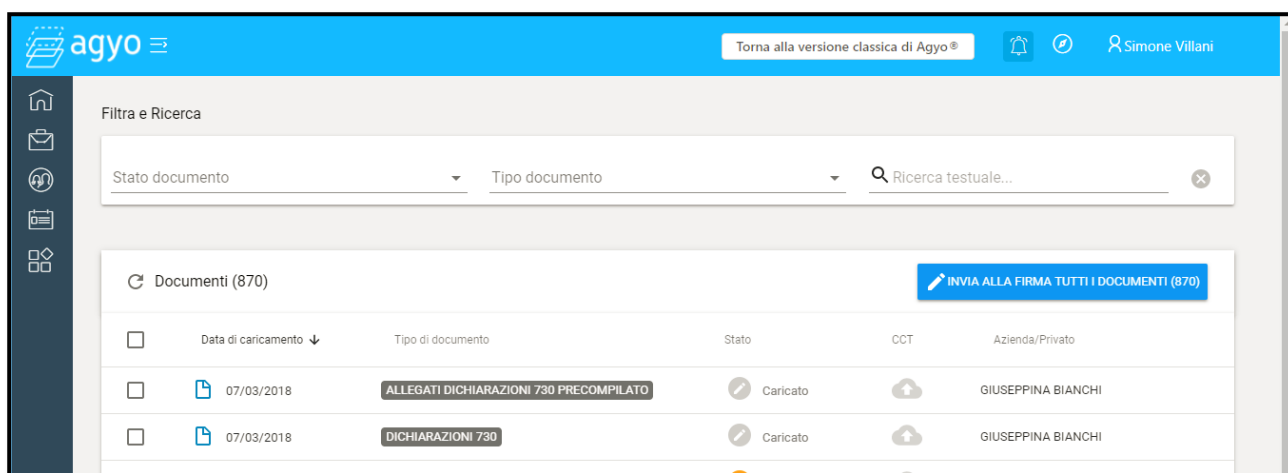 agyo Torna alla versione classica di Agyo® Simone Villani
Filtra e Ricerca
Stato documento Tipo documento Ricerca testuale...
Documenti (870) INVIA ALLA FIRMA TUTTI I DOCUMENTI (870)
Data di caricamento Tipo di documento Stato CCT Azienda/Privato
07/03/2018 ALLEGATI DICHIARAZIONI 730 PRECOMPILATO Caricato GIUSEPPINA BIANCHI
07/03/2018 DICHIARAZIONI 730 Caricato GIUSEPPINA BIANCHI